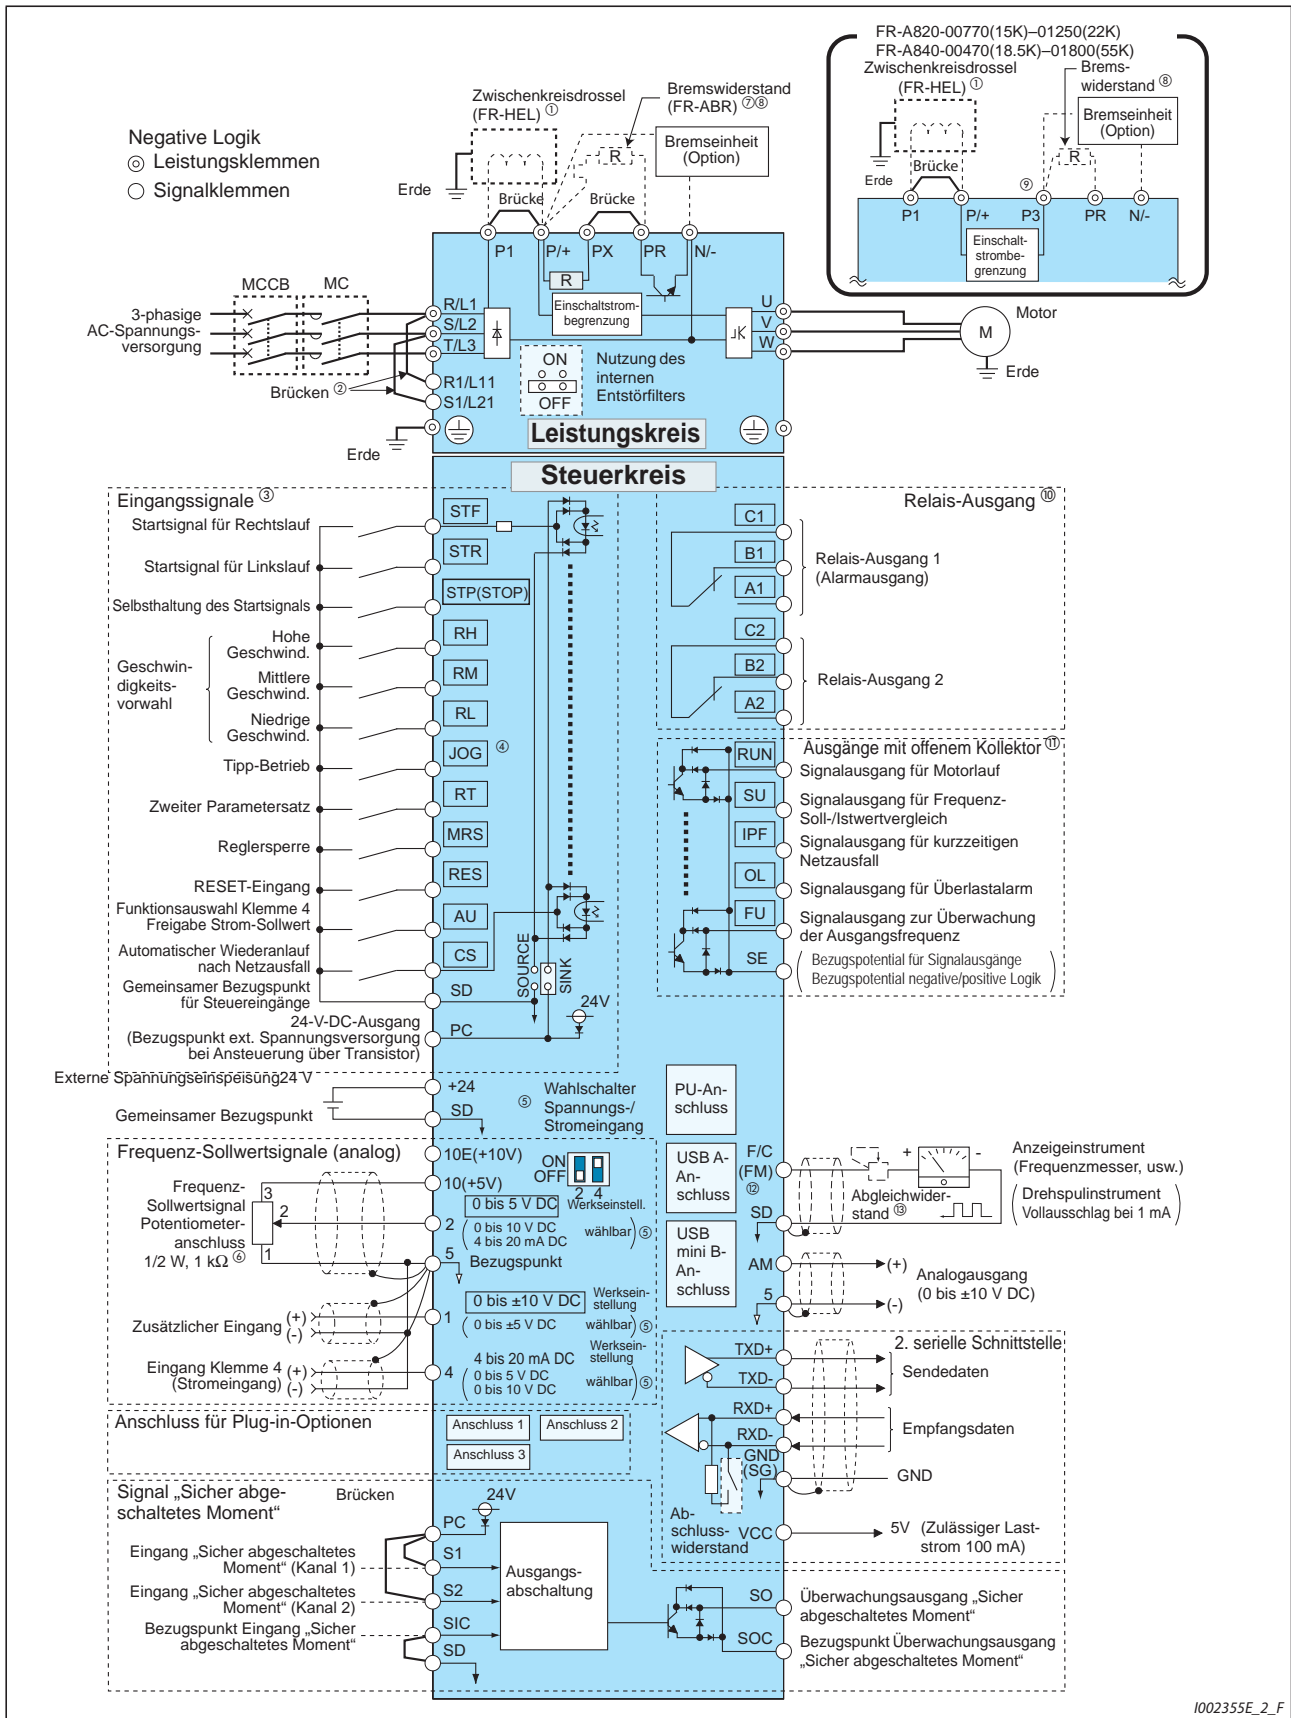 FR-A820-00770(15K)–01250(22K)
FR-A840-00470(18.5K)–01800(55K)
Zwischenkreisdrossel
(FR-HEL) ①
Brems-
widerstand ⑧
Bremseinheit
(Option)
R
Erde
Brücke
⑨
P1
P/+
P3
PR
N/-
Einschalt-
strombe-
grenzung
Negative Logik
Leistungsklemmen
Signalklemmen
Zwischenkreisdrossel
(FR-HEL) ①
Bremswiderstand
(FR-ABR) ⑦⑧
Bremseinheit
(Option)
R
Erde
Brücke
Brücke
P1
P/+
PX
PR
N/-
R
Einschaltstrom-
begrenzung
MCCB
MC
3-phasige
AC-Spannungs-
versorgung
R/L1
S/L2
T/L3
R1/L11
S1/L21
Brücken ②
Erde
ON
OFF
Nutzung des
internen
Entstörfilters
U
V
W
Motor
M
Erde
Leistungskreis
Steuerkreis
Eingangssignale ③
Startsignal für Rechtslauf
STF
Startsignal für Linkslauf
STR
Selbsthaltung des Startsignals
STP(STOP)
Geschwin-
digkeits-
vorwahl
Hohe
Geschwind.
RH
Mittlere
Geschwind.
RM
Niedrige
Geschwind.
RL
Tipp-Betrieb
JOG ④
Zweiter Parametersatz
RT
Reglersperre
MRS
RESET-Eingang
RES
Funktionsauswahl Klemme 4
Freigabe Strom-Sollwert
AU
Automatischer Wiederanlauf
nach Netzausfall
CS
Gemeinsamer Bezugspunkt
für Steuereingänge
SD
24-V-DC-Ausgang
(Bezugspunkt ext. Spannungsversorgung
bei Ansteuerung über Transistor)
PC
SOURCE
SINK
24V
Relais-Ausgang ⑩
C1
B1
A1
Relais-Ausgang 1
(Alarmausgang)
C2
B2
A2
Relais-Ausgang 2
Ausgänge mit offenem Kollektor ⑪
RUN
Signalausgang für Motorlauf
SU
Signalausgang für Frequenz-
Soll-/Istwertvergleich
IPF
Signalausgang für kurzzeitigen
Netzausfall
OL
Signalausgang für Überlastalarm
FU
Signalausgang zur Überwachung
der Ausgangsfrequenz
SE
Bezugspotential für Signalausgänge
Bezugspotential negative/positive Logik
Externe Spannungseinspeisung24 V
+24
Gemeinsamer Bezugspunkt
SD
⑤ Wahlschalter
Spannungs-/
Stromeingang
PU-An-
schluss
USB A-
An-
schluss
USB
mini B-
An-
schluss
Frequenz-Sollwertsignale (analog)
10E(+10V)
10(+5V)
ON
OFF
2 4
Frequenz-
Sollwertsignal
Potentiometer-
anschluss
1/2 W, 1 kΩ ⑥
3
2
1
0 bis 5 V DC Werkseinstell.
2
(0 bis 10 V DC
4 bis 20 mA DC wählbar) ⑤
5
Bezugspunkt
Zusätzlicher Eingang (+)
(-)
1
0 bis ±10 V DC Werksein-
stellung
(0 bis ±5 V DC wählbar) ⑤
Eingang Klemme 4 (+)
(Stromeingang) (-)
4
4 bis 20 mA DC Werksein-
stellung
(0 bis 5 V DC
0 bis 10 V DC wählbar) ⑤
F/C
(FM)
⑫
SD
+
-
Abgleichwider-
stand ⑬
Anzeigeinstrument
(Frequenzmesser, usw.)
(Drehspulinstrument
Vollausschlag bei 1 mA)
AM
(+)
5
(-)
Analogausgang
(0 bis ±10 V DC)
2. serielle Schnittstelle
TXD+
TXD-
Sendedaten
RXD+
RXD-
Empfangsdaten
GND
(SG)
GND
Ab-
schluss-
widerstand
VCC
5V (Zulässiger Last-
strom 100 mA)
Anschluss für Plug-in-Optionen
Anschluss 1
Anschluss 2
Anschluss 3
Signal „Sicher abge-
schaltetes Moment“
Brücken
24V
PC
Eingang „Sicher abgeschaltetes
Moment“ (Kanal 1)
S1
Eingang „Sicher abgeschaltetes
Moment“ (Kanal 2)
S2
Bezugspunkt Eingang „Sicher
abgeschaltetes Moment“
SIC
SD
Ausgangs-
abschaltung
SO
Überwachungsausgang „Sicher
abgeschaltetes Moment“
SOC
Bezugspunkt Überwachungsausgang
„Sicher abgeschaltetes Moment“
I002355E_2_F